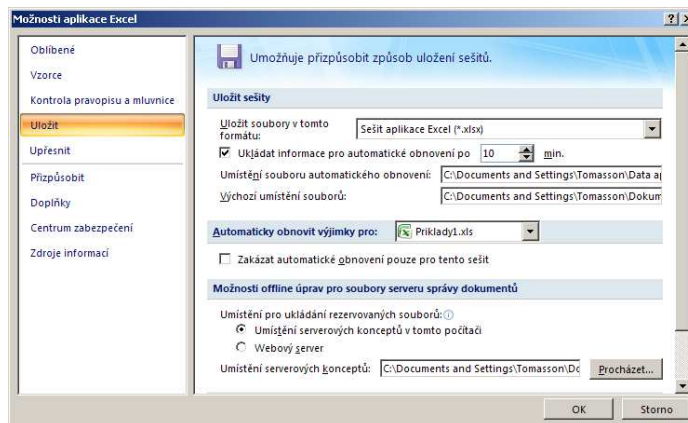 Možnosti aplikace Excel
Oblíbené
Vzorce
Kontrola pravopisu a mluvnice
Uložit
Upřesnit
Přizpůsobit
Doplňky
Centrum zabezpečení
Zdroje informací
Umožňuje přizpůsobit způsob uložení sešitů.
Uložit sešity
Uložit soubory v tomto formátu: Sešit aplikace Excel (*.xlsx)
Ukládat informace pro automatické obnovení po 10 min.
Umístění souboru automatického obnovení: C:\Documents and Settings\Tomasson\Data ap
Výchozí umístění souborů: C:\Documents and Settings\Tomasson\Dokum
Automaticky obnovit výjimky pro: Priklady1.xls
Zakázat automatické obnovení pouze pro tento sešit
Možnosti offline úprav pro soubory serveru správy dokumentů
Umístění pro ukládání rezervovaných souborů:
Umístění serverových konceptů v tomto počítači
Webový server
Umístění serverových konceptů: C:\Documents and Settings\Tomasson\Dc Procházet...
OK Storno